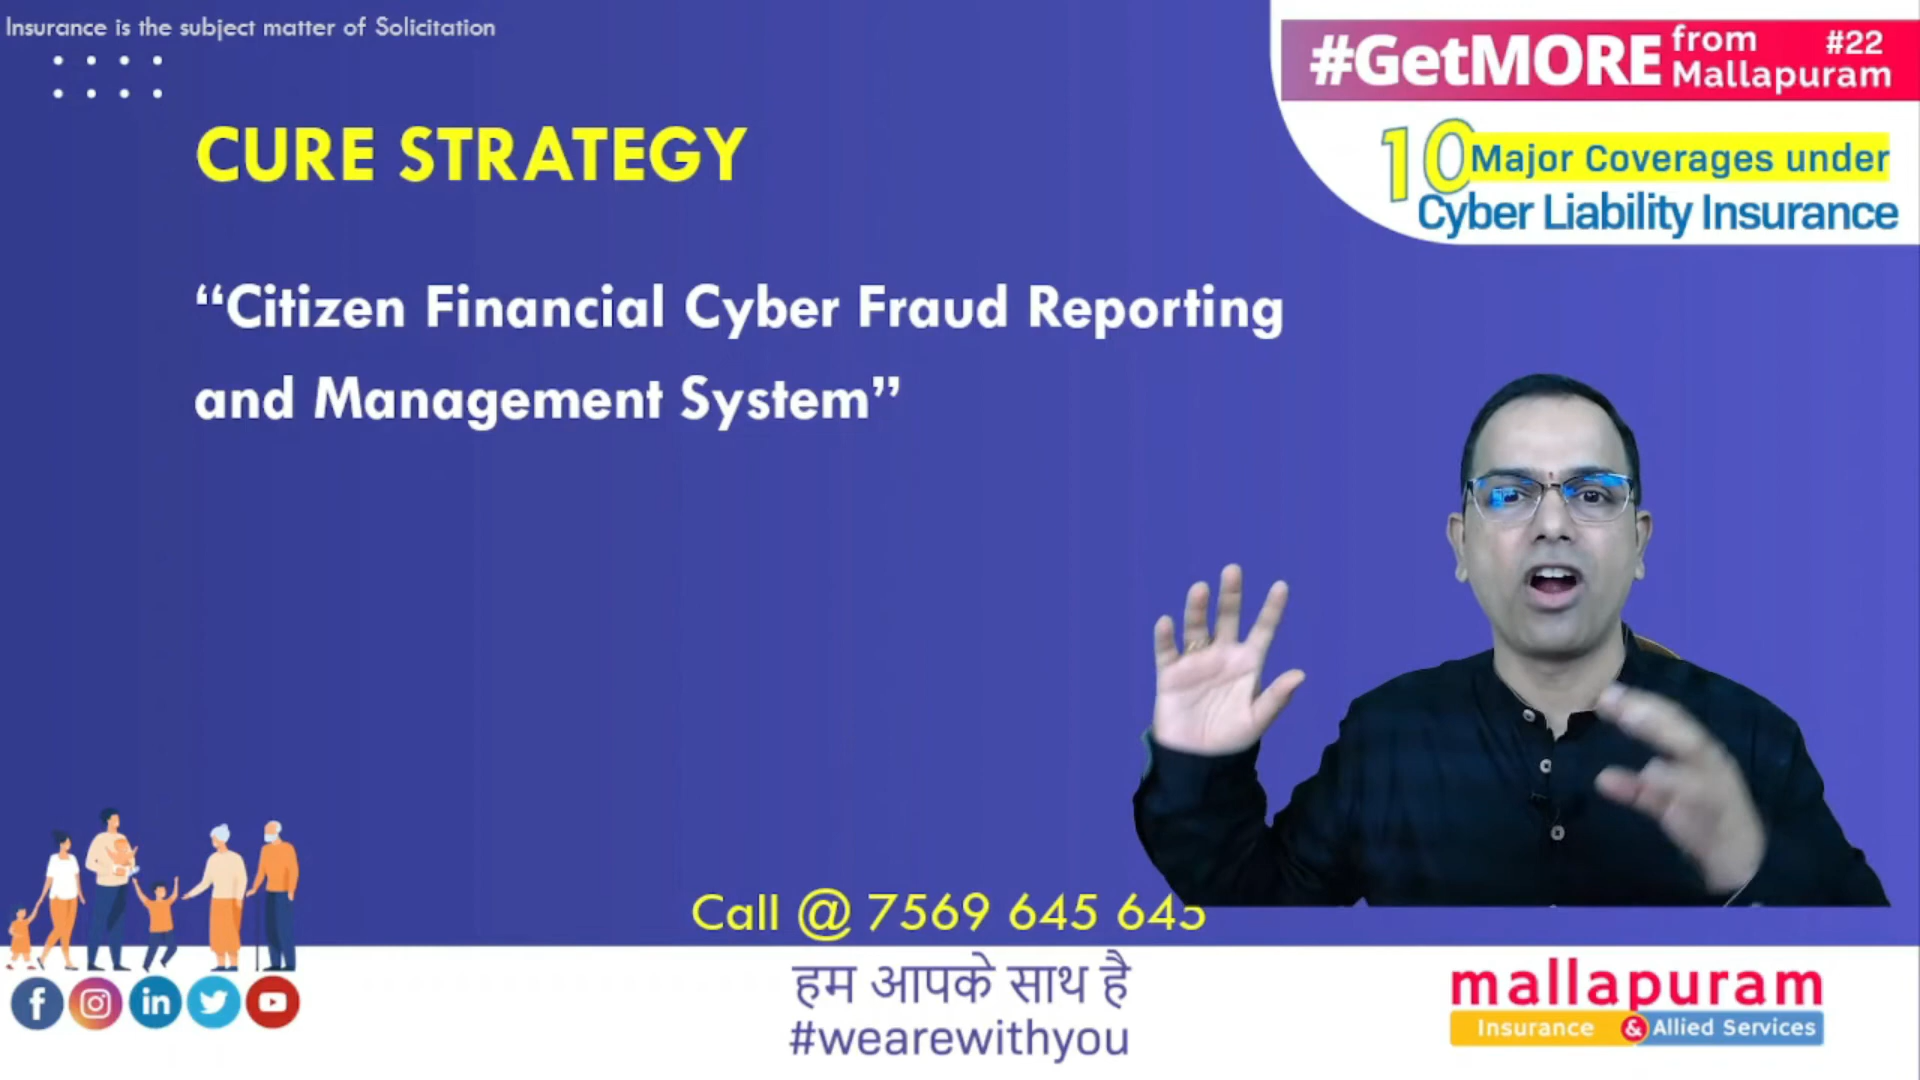 Insurance is the subject matter of Solicitation
#GetMORE from Mallapuram #22
10 Major Coverages under
Cyber Liability Insurance
CURE STRATEGY
“Citizen Financial Cyber Fraud Reporting
and Management System”
Call @ 7569 645 645
हम आपके साथ है
#wearewithyou
mallapuram
Insurance & Allied Services